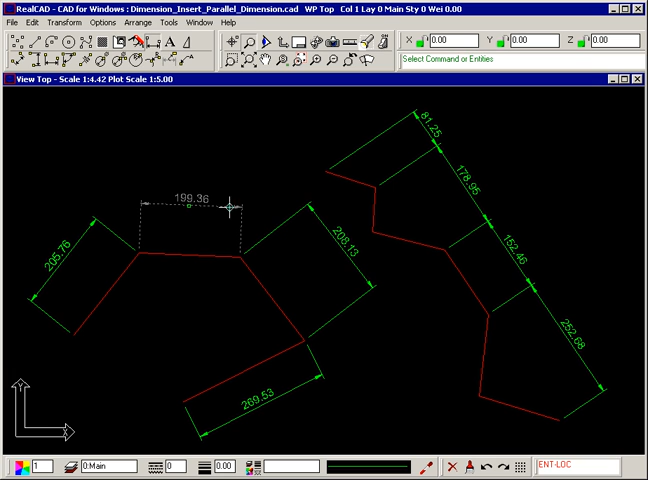 RealCAD - CAD for Windows : Dimension_Insert_Parallel_Dimension.cad WP Top Col 1 Lay 0 Main Sty 0 Wei 0.00
File Edit Transform Options Arrange Tools Window Help
X 0.00 Y 0.00 Z 0.00
Select Command or Entities
View Top - Scale 1:4.42 Plot Scale 1:5.00
81.25
178.95
199.36
205.76
208.13
152.46
252.68
269.53
Y
X
1 0:Main 0 0.00 ENT-LOC